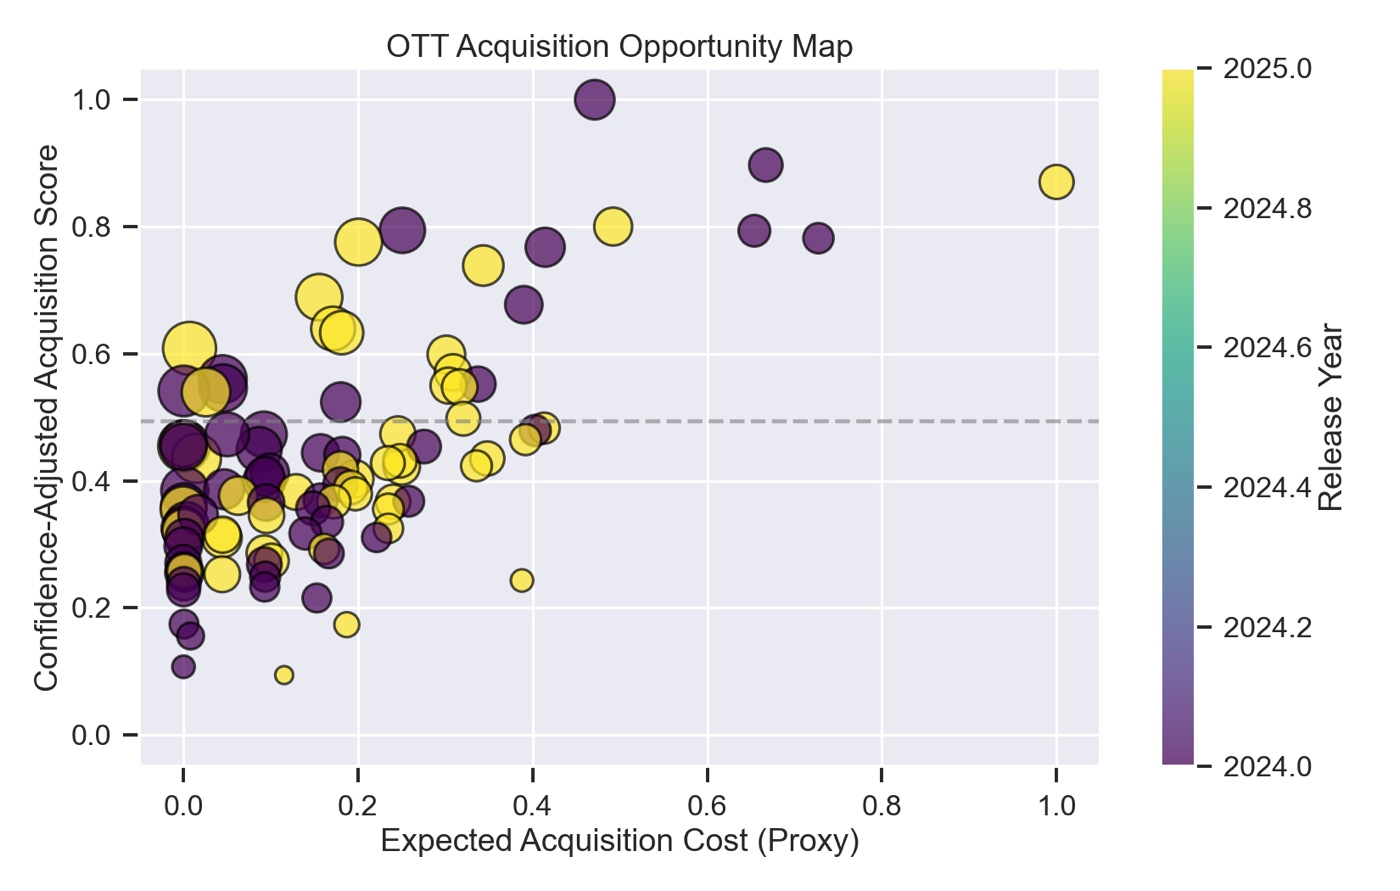 OTT Acquisition Opportunity Map
Confidence-Adjusted Acquisition Score
1.0
0.8
0.6
0.4
0.2
0.0
0.0 0.2 0.4 0.6 0.8 1.0
Expected Acquisition Cost (Proxy)
2025.0
2024.8
2024.6
2024.4
2024.2
2024.0
Release Year